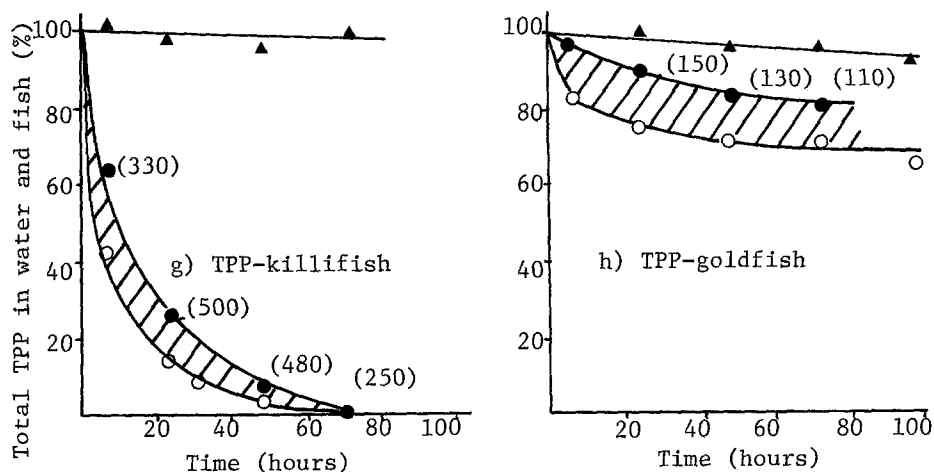 Total TPP in water and fish (%)
100
80
60
40
20
(330)
(500)
(480)
(250)
g) TPP-killifish
20 40 60 80 100
Time (hours)
100
80
60
40
20
(150) (130) (110)
h) TPP-goldfish
20 40 60 80 100
Time (hours)